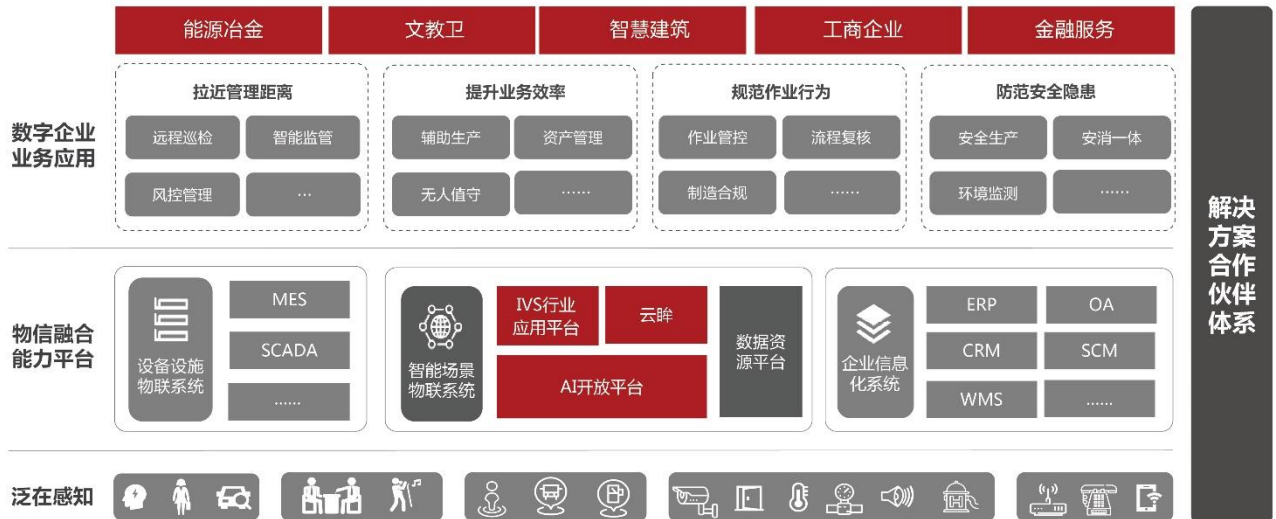 能源冶金
文教卫
智慧建筑
工商企业
金融服务
数字企业
业务应用
拉近管理距离
远程巡检
智能监管
风控管理
...
提升业务效率
辅助生产
资产管理
无人值守
......
规范作业行为
作业管控
流程复核
制造合规
......
防范安全隐患
安全生产
安消一体
环境监测
......
物信融合
能力平台
设备设施
物联系统
MES
SCADA
......
智能场景
物联系统
IVS行业
应用平台
云眸
AI开放平台
数据资
源平台
企业信息
化系统
ERP
OA
CRM
SCM
WMS
......
泛在感知
解决
方案
合作
伙伴
体系